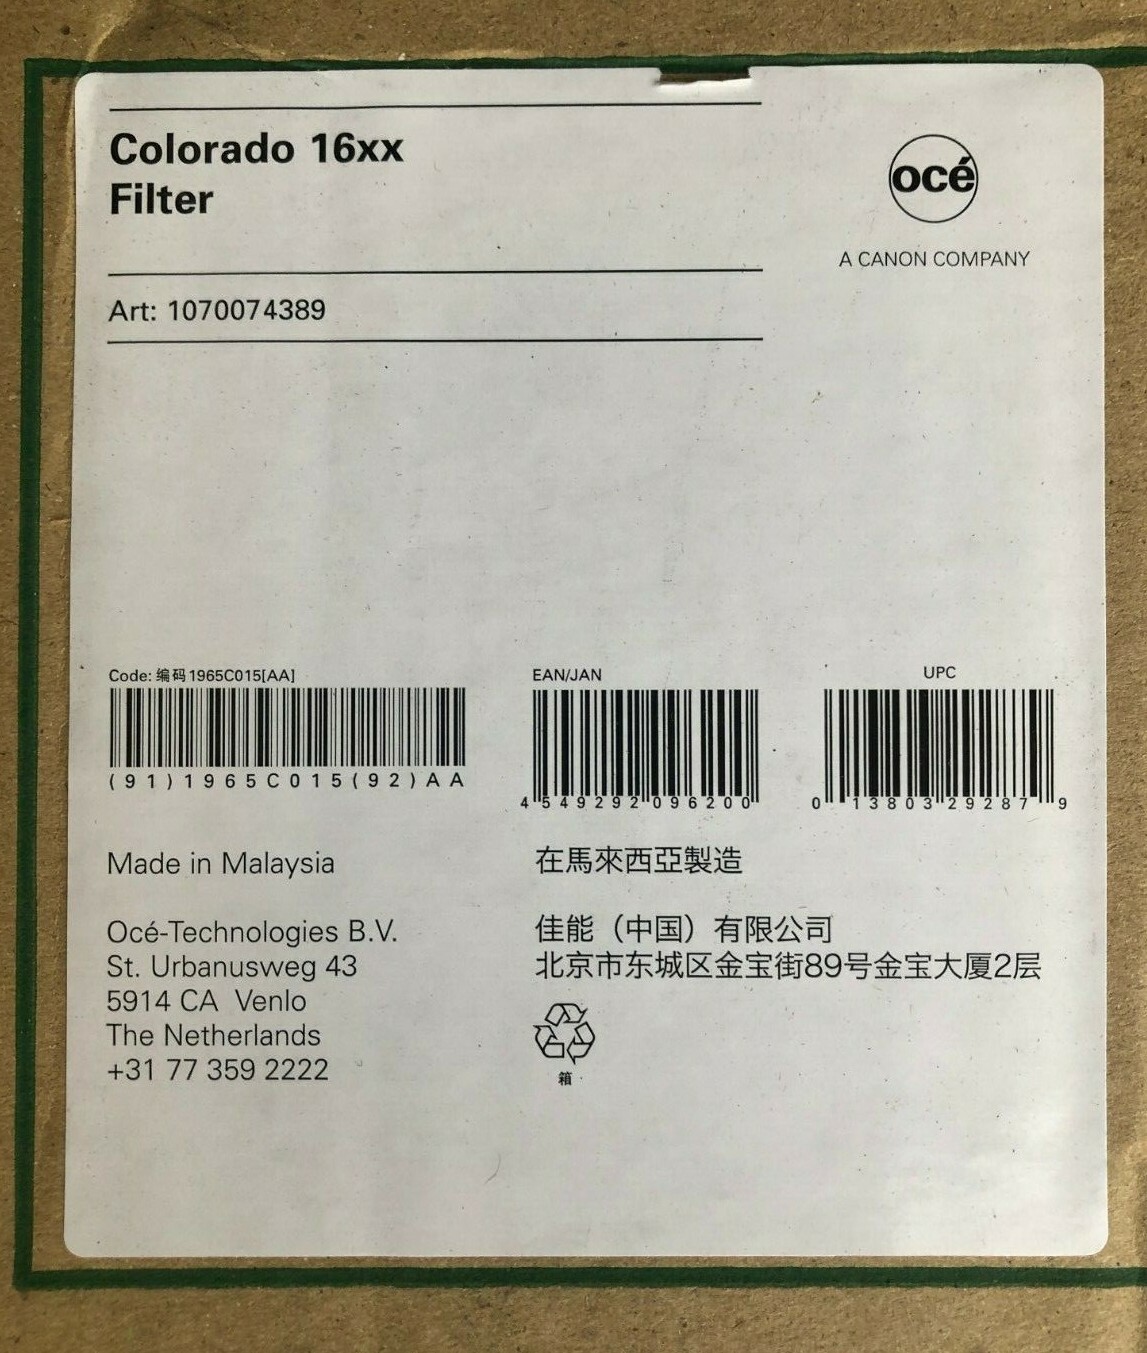 Colorado 16xx
Filter
océ
A CANON COMPANY
Art: 1070074389
Code: 编码 1965C015[AA]
(91)1965C015(92)AA
EAN/JAN
4 549292 096200
UPC
0 13803 29287 9
Made in Malaysia
在馬來西亞製造
Océ-Technologies B.V.
St. Urbanusweg 43
5914 CA Venlo
The Netherlands
+31 77 359 2222
佳能（中国）有限公司
北京市东城区金宝街89号金宝大厦2层
箱